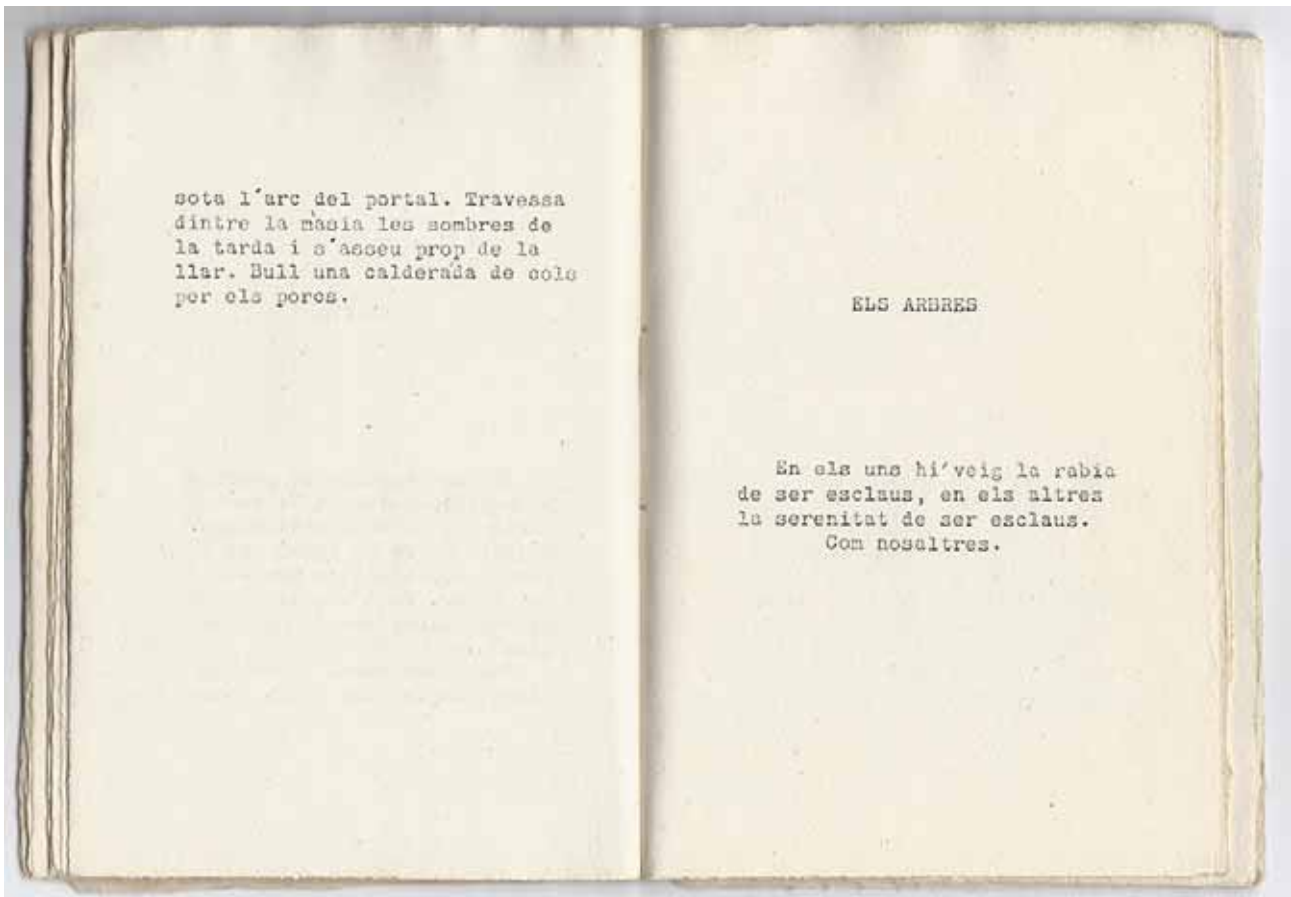 sota l'arc del portal. Travessa
dintre la màsia les sombres de
la tarda i s'asseu prop de la
llar. Bull una calderada de cols
per els porcs.
ELS ARBRES
En els uns hi'veig la rabia
de ser esclaus, en els altres
la serenitat de ser esclaus.
Com nosaltres.